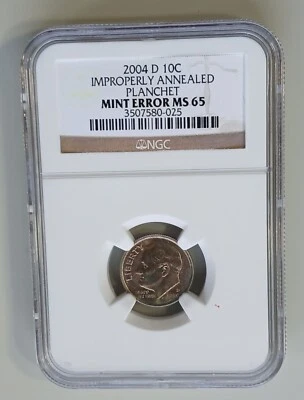 2004 D 10C
IMPROPERLY ANNEALED
PLANCHET
MINT ERROR MS 65
3507580-025
NGC
LIBERTY